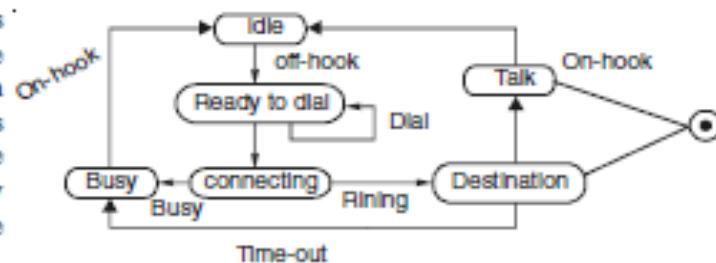 Idle
off-hook
On-hook
Talk
On-hook
Ready to dial
Dial
Busy
connecting
Destination
Busy
Rining
Time-out